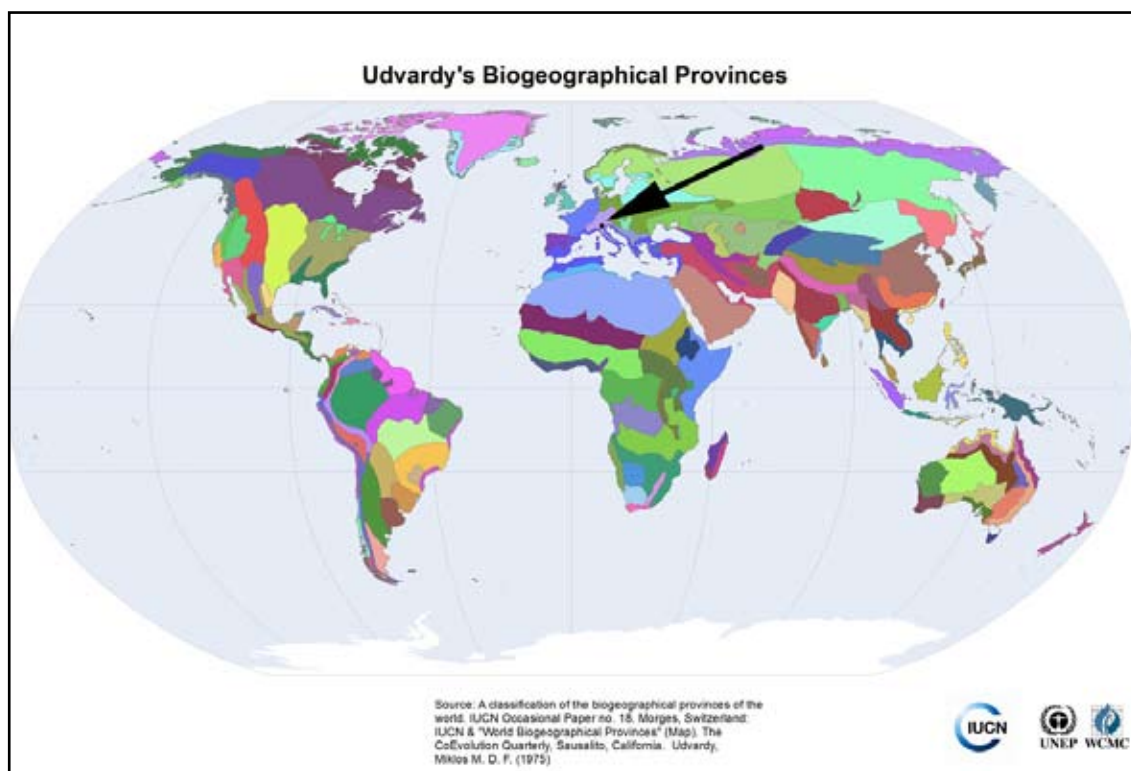 Udvardy's Biogeographical Provinces
Source: A classification of the biogeographical provinces of the
world. IUCN Occasional Paper no. 18. Morges, Switzerland:
IUCN & "World Biogeographical Provinces" (Map), The
CoEvolution Quarterly, Sausalito, California. Udvardy,
Miklos M. D. F. (1975)
IUCN
UNEP WCMC